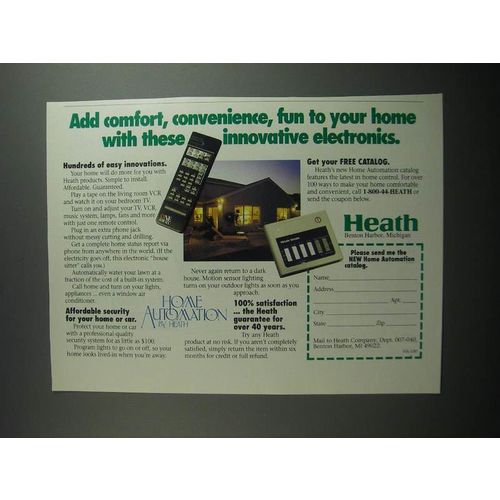 Add comfort, convenience, fun to your home
with these innovative electronics.
Hundreds of easy innovations.
Your home will do more for you with
Heath products. Simple to install.
Affordable. Guaranteed.
Play a tape on the living room VCR
and watch it on your bedroom TV.
Turn on and adjust your TV, VCR,
music system, lamps, fans and more
with just one remote control.
Plug in an extra phone jack
without messy cutting and drilling.
Get a complete home status report via
phone from anywhere in the world. (If the
electricity goes off, this electronic "house
sitter" calls you.)
Automatically water your lawn at a
fraction of the cost of a built-in system.
Call home and turn on your lights,
appliances ... even a window air
conditioner.
Affordable security
for your home or car.
Protect your home or car
with a professional-quality
security system for as little as $100.
Program lights to go on or off, so your
home looks lived-in when you're away.
Never again return to a dark
house. Motion sensor lighting
turns on your outdoor lights as soon as you
approach.
HOME
AUTOMATION
BY HEATH
100% satisfaction
... the Heath
guarantee for
over 40 years.
Try any Heath
product at no risk. If you aren't completely
satisfied, simply return the item within six
months for credit or full refund.
Get your FREE CATALOG.
Heath's new Home Automation catalog
features the latest in home control. For over
100 ways to make your home comfortable
and convenient, call 1-800-44-HEATH or
send the coupon below.
Heath
Benton Harbor, Michigan
Please send me the
NEW Home Automation
catalog.
Name
Address
Apt.
City
State Zip
Mail to Heath Company, Dept. 007-040,
Benton Harbor, MI 49022.